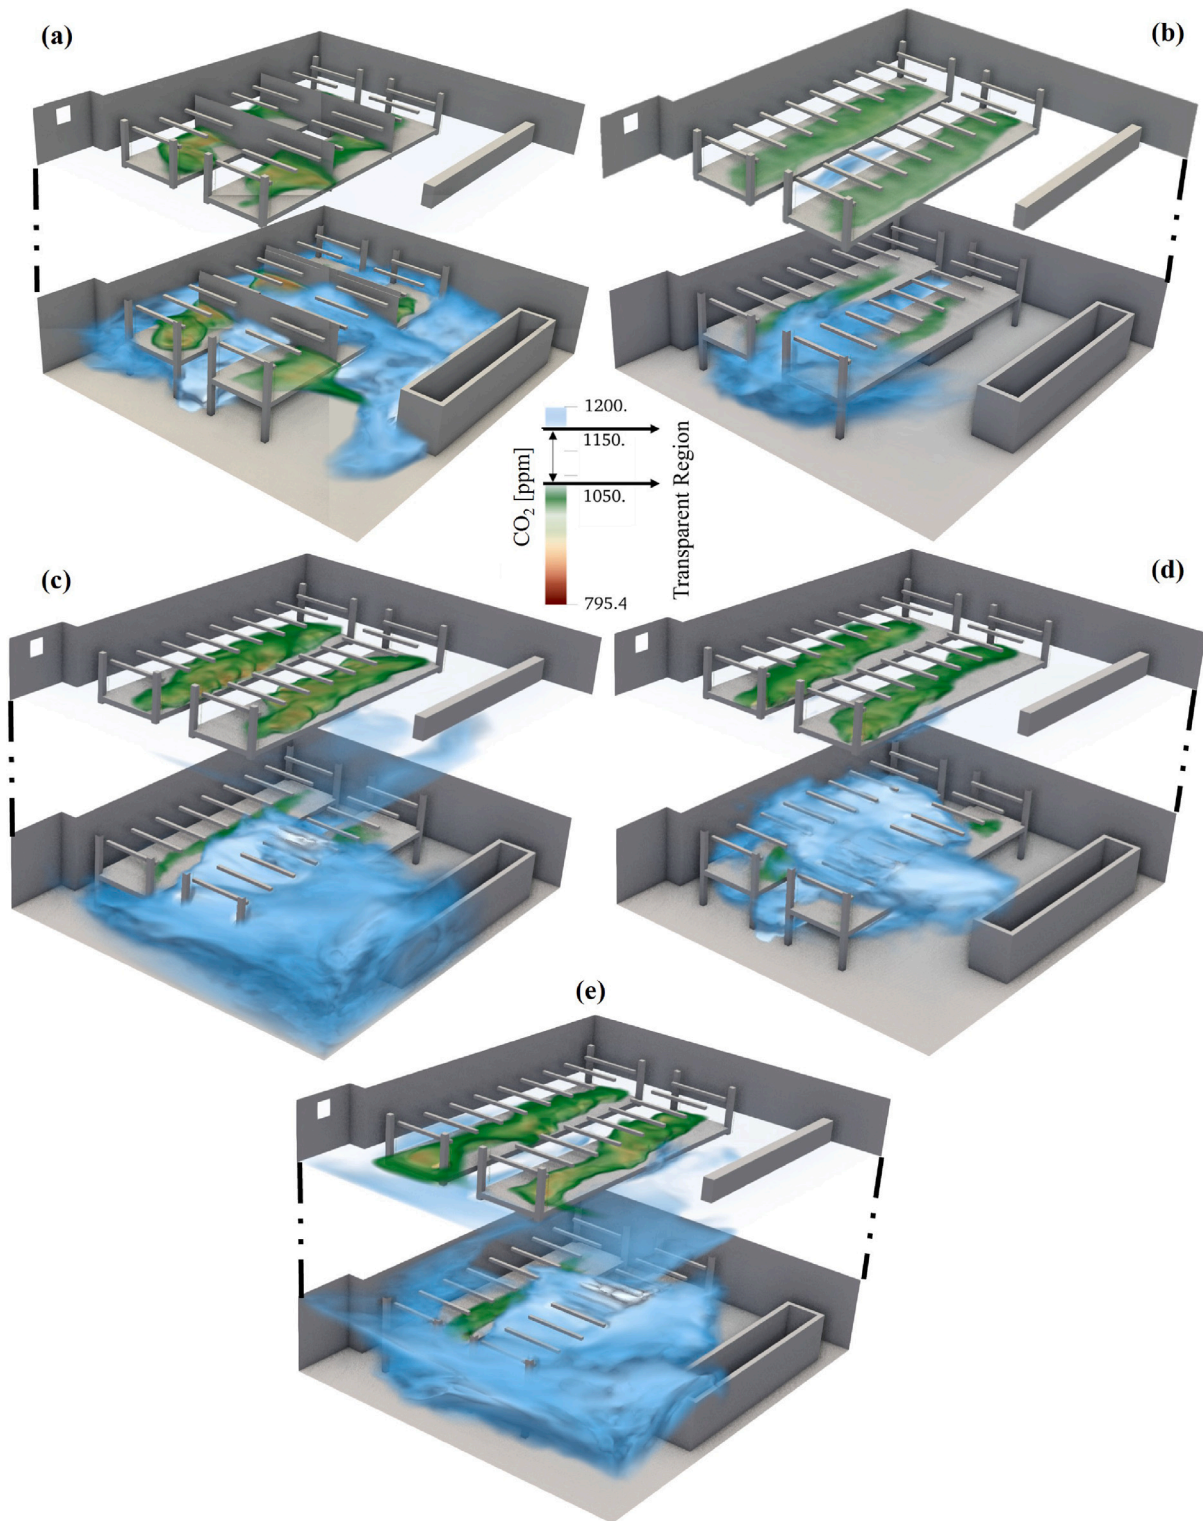 (a)
(b)
1200.
1150.
1050.
795.4
CO₂ [ppm]
Transparent Region
(c)
(d)
(e)